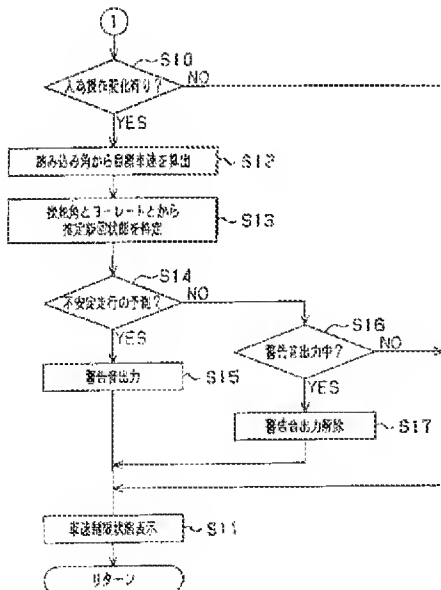 1
S10
人為操作変化有り?
NO
YES
踏み込み角から目標車速を算出
S12
操舵角とヨーレートとから
推定旋回状態を特定
S13
S14
不安定走行の予測?
NO
YES
S16
警告音出力中?
NO
警告音出力
S15
YES
警告音出力解除
S17
車速制限状態表示
S11
リターン